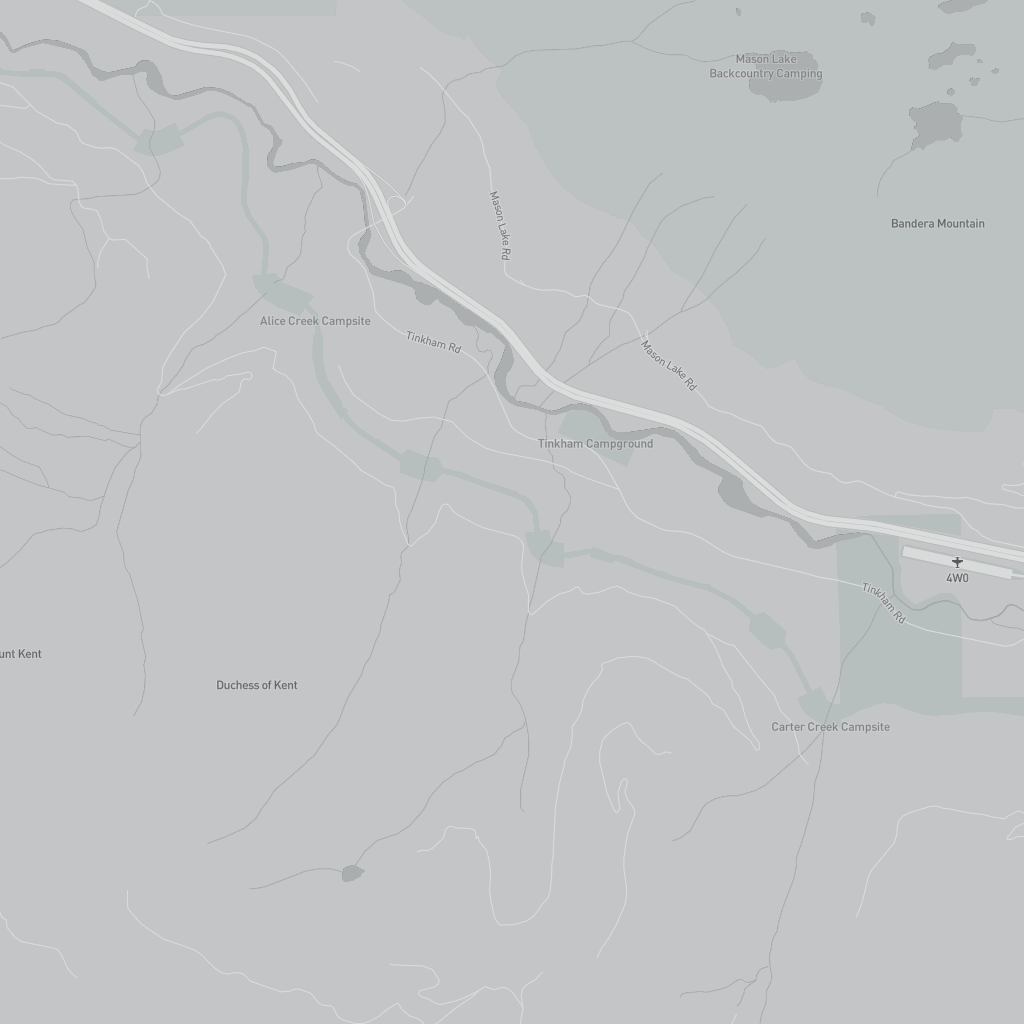 Mason Lake
Backcountry Camping
Bandera Mountain
Mason Lake Rd
Alice Creek Campsite
Tinkham Rd
Mason Lake Rd
Tinkham Campground
4W0
Tinkham Rd
unt Kent
Duchess of Kent
Carter Creek Campsite